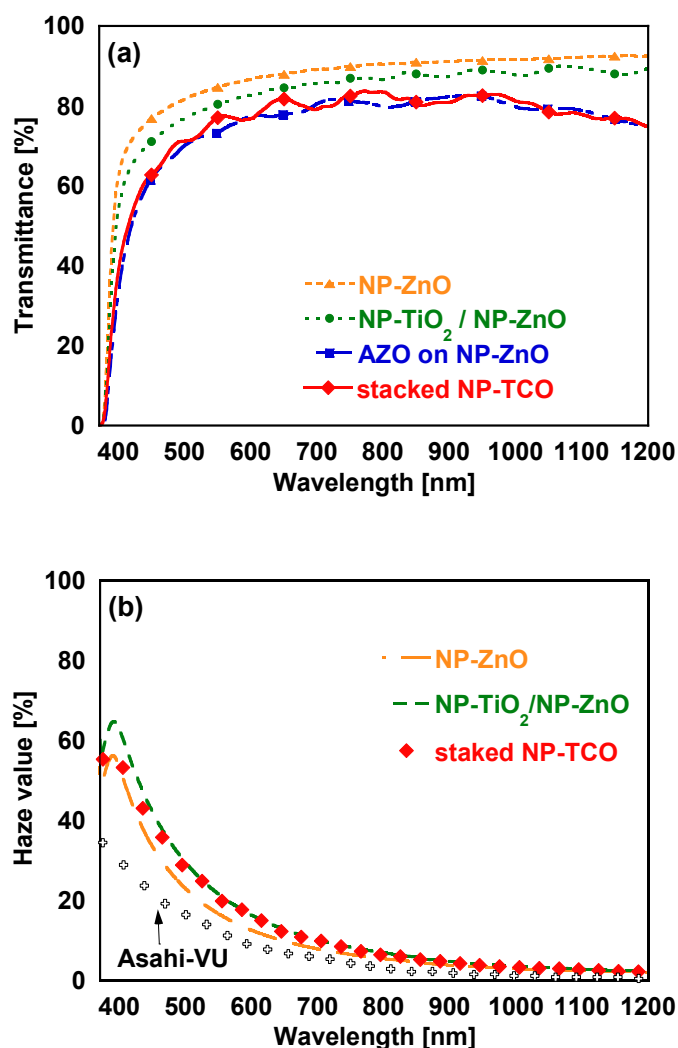 (a)
100
80
60
40
20
0
Transmittance [%]
NP-ZnO
NP-TiO2 / NP-ZnO
AZO on NP-ZnO
stacked NP-TCO
400 500 600 700 800 900 1000 1100 1200
Wavelength [nm]
(b)
100
80
60
40
20
0
Haze value [%]
NP-ZnO
NP-TiO2/NP-ZnO
staked NP-TCO
Asahi-VU
400 500 600 700 800 900 1000 1100 1200
Wavelength [nm]